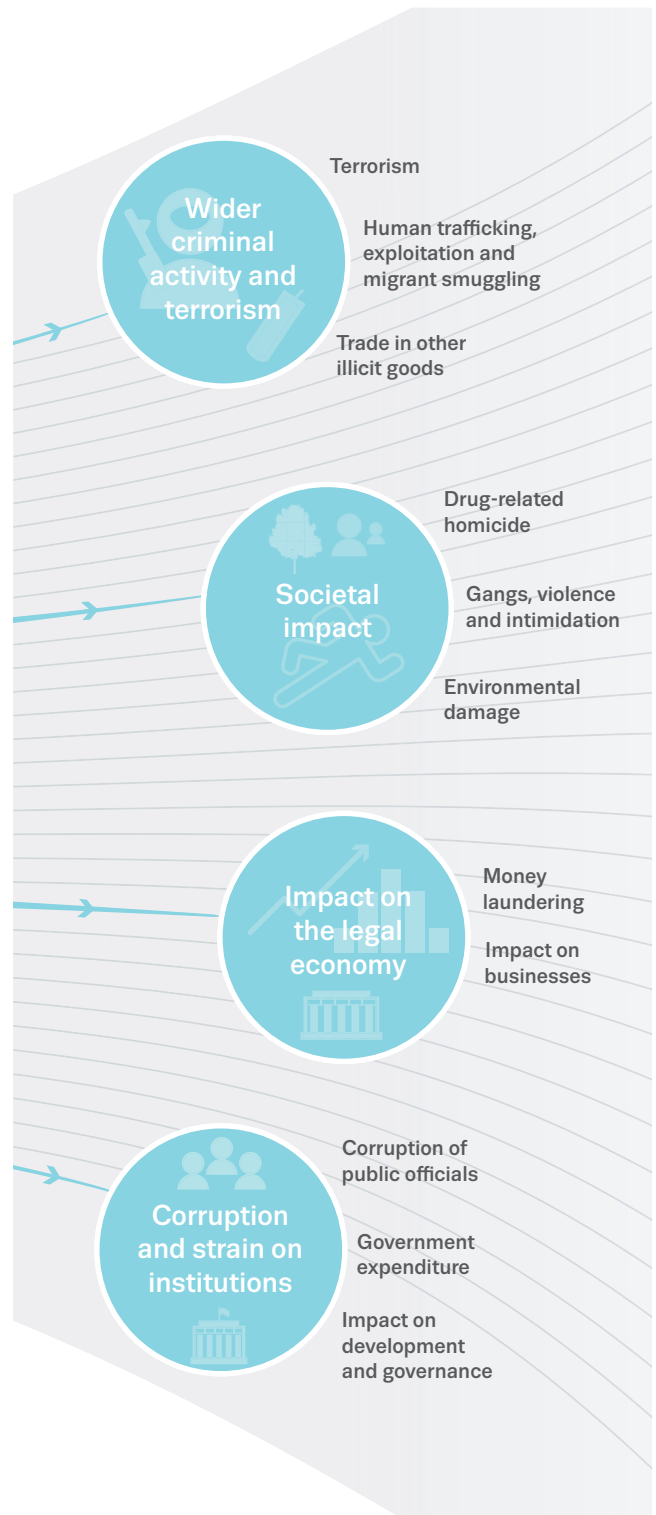 Wider
criminal
activity and
terrorism
Terrorism
Human trafficking,
exploitation and
migrant smuggling
Trade in other
illicit goods
Societal
impact
Drug-related
homicide
Gangs, violence
and intimidation
Environmental
damage
Impact on
the legal
economy
Money
laundering
Impact on
businesses
Corruption
and strain on
institutions
Corruption of
public officials
Government
expenditure
Impact on
development
and governance